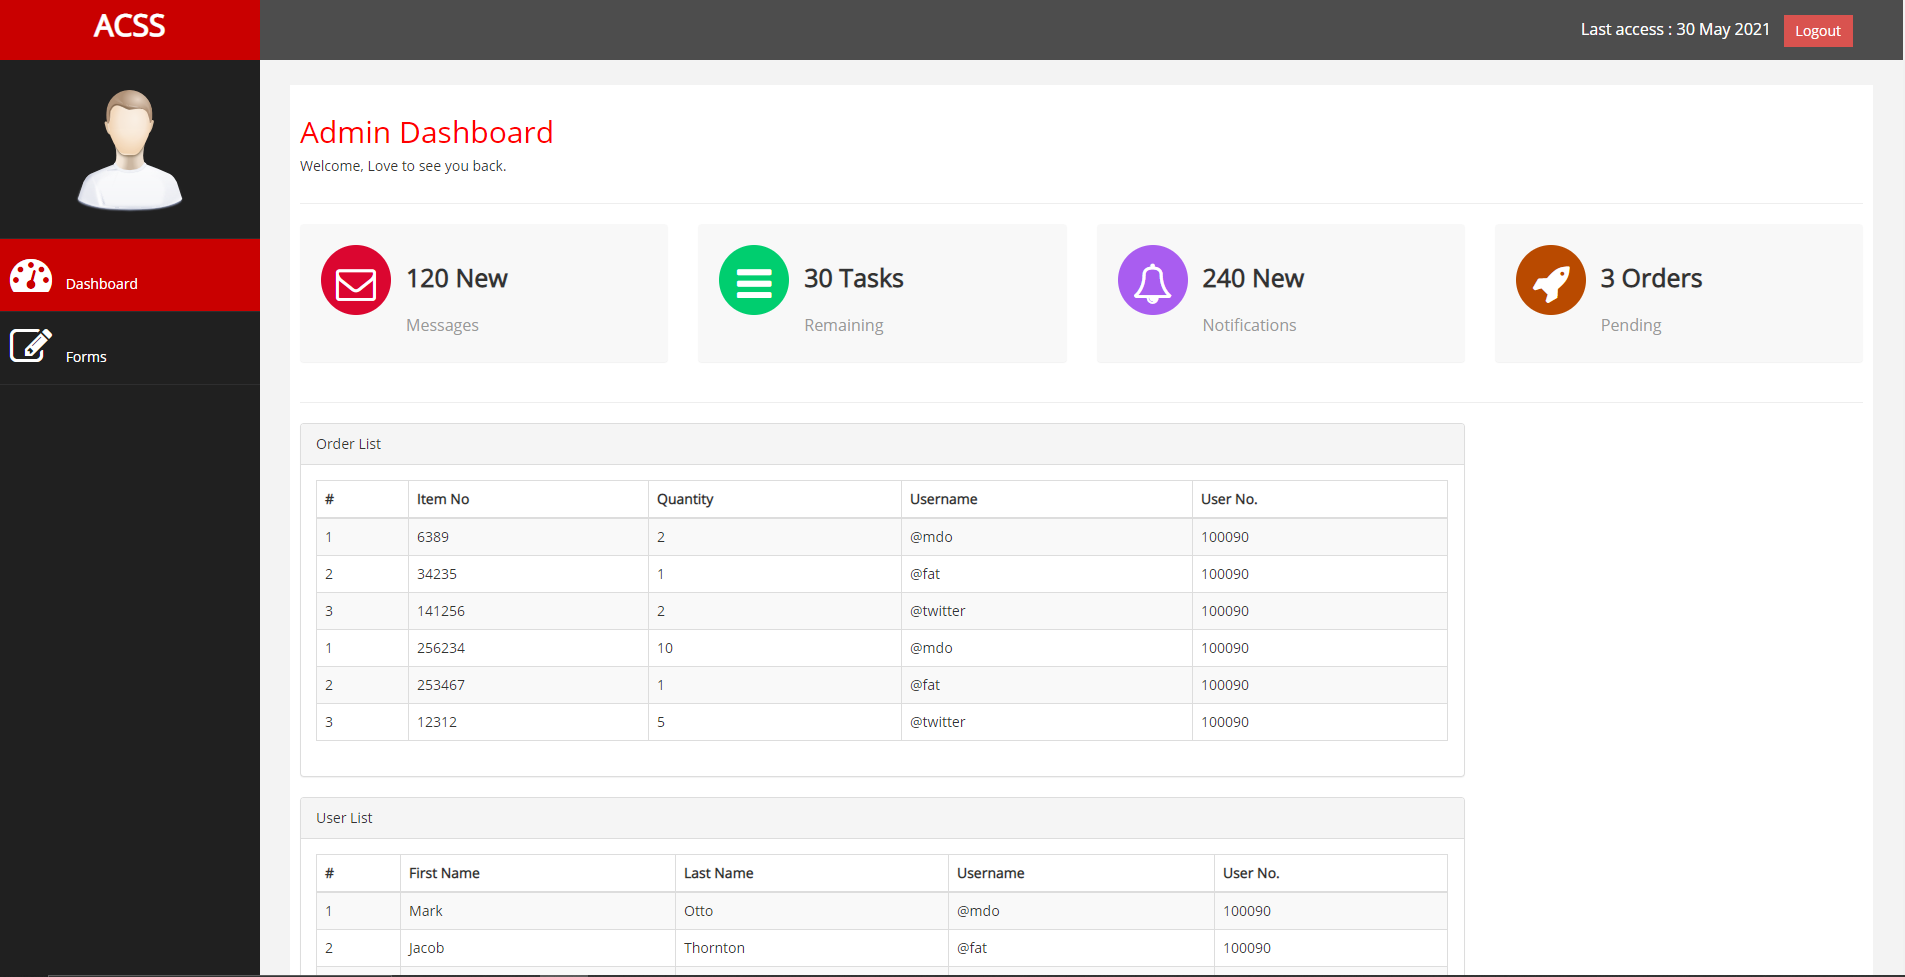 ACSS
Last access : 30 May 2021 Logout
Dashboard
Forms
Admin Dashboard
Welcome, Love to see you back.
120 New
Messages
30 Tasks
Remaining
240 New
Notifications
3 Orders
Pending
Order List
# Item No Quantity Username User No.
1 6389 2 @mdo 100090
2 34235 1 @fat 100090
3 141256 2 @twitter 100090
1 256234 10 @mdo 100090
2 253467 1 @fat 100090
3 12312 5 @twitter 100090
User List
# First Name Last Name Username User No.
1 Mark Otto @mdo 100090
2 Jacob Thornton @fat 100090